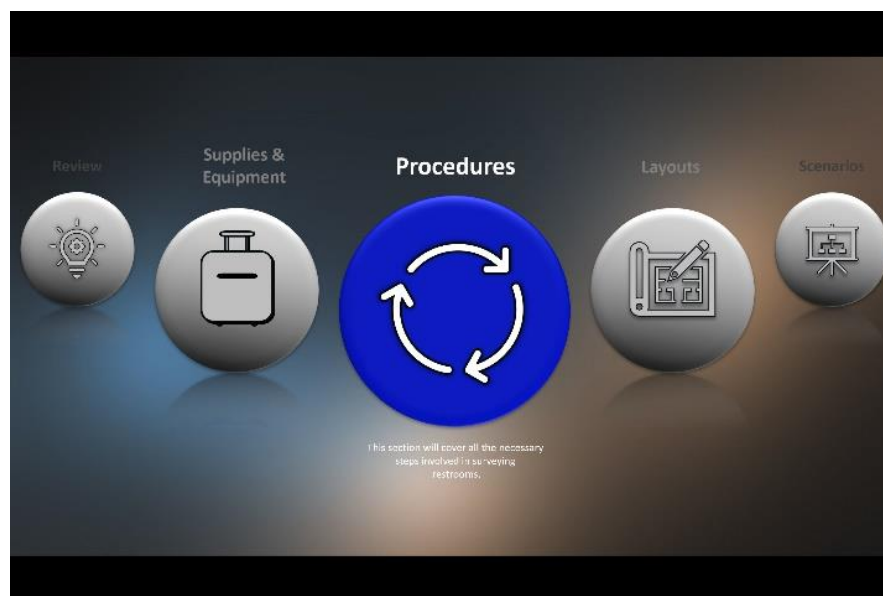 Review
Supplies &
Equipment
Procedures
Layouts
Scenarios
This section will cover all the necessary
steps involved in surveying
restrooms.